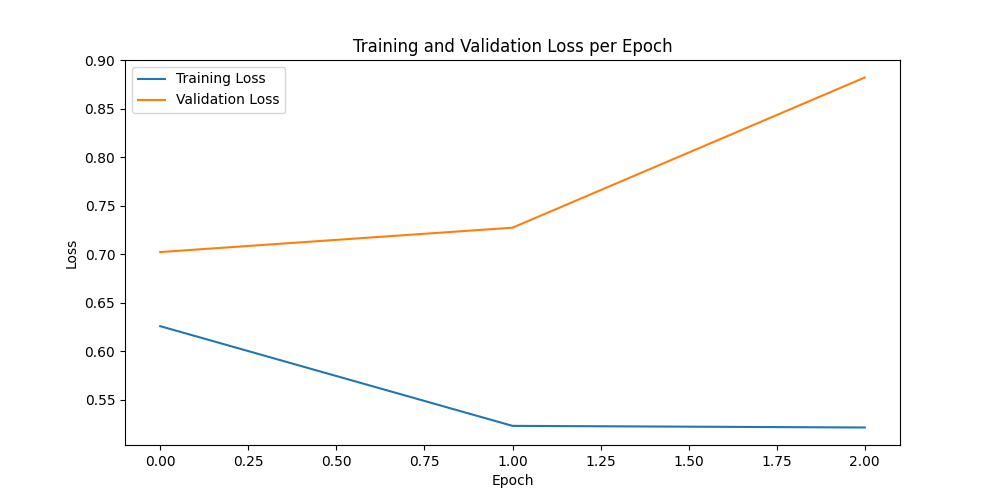 Training and Validation Loss per Epoch
Training Loss
Validation Loss
0.90
0.85
0.80
0.75
0.70
0.65
0.60
0.55
Loss
0.00 0.25 0.50 0.75 1.00 1.25 1.50 1.75 2.00
Epoch